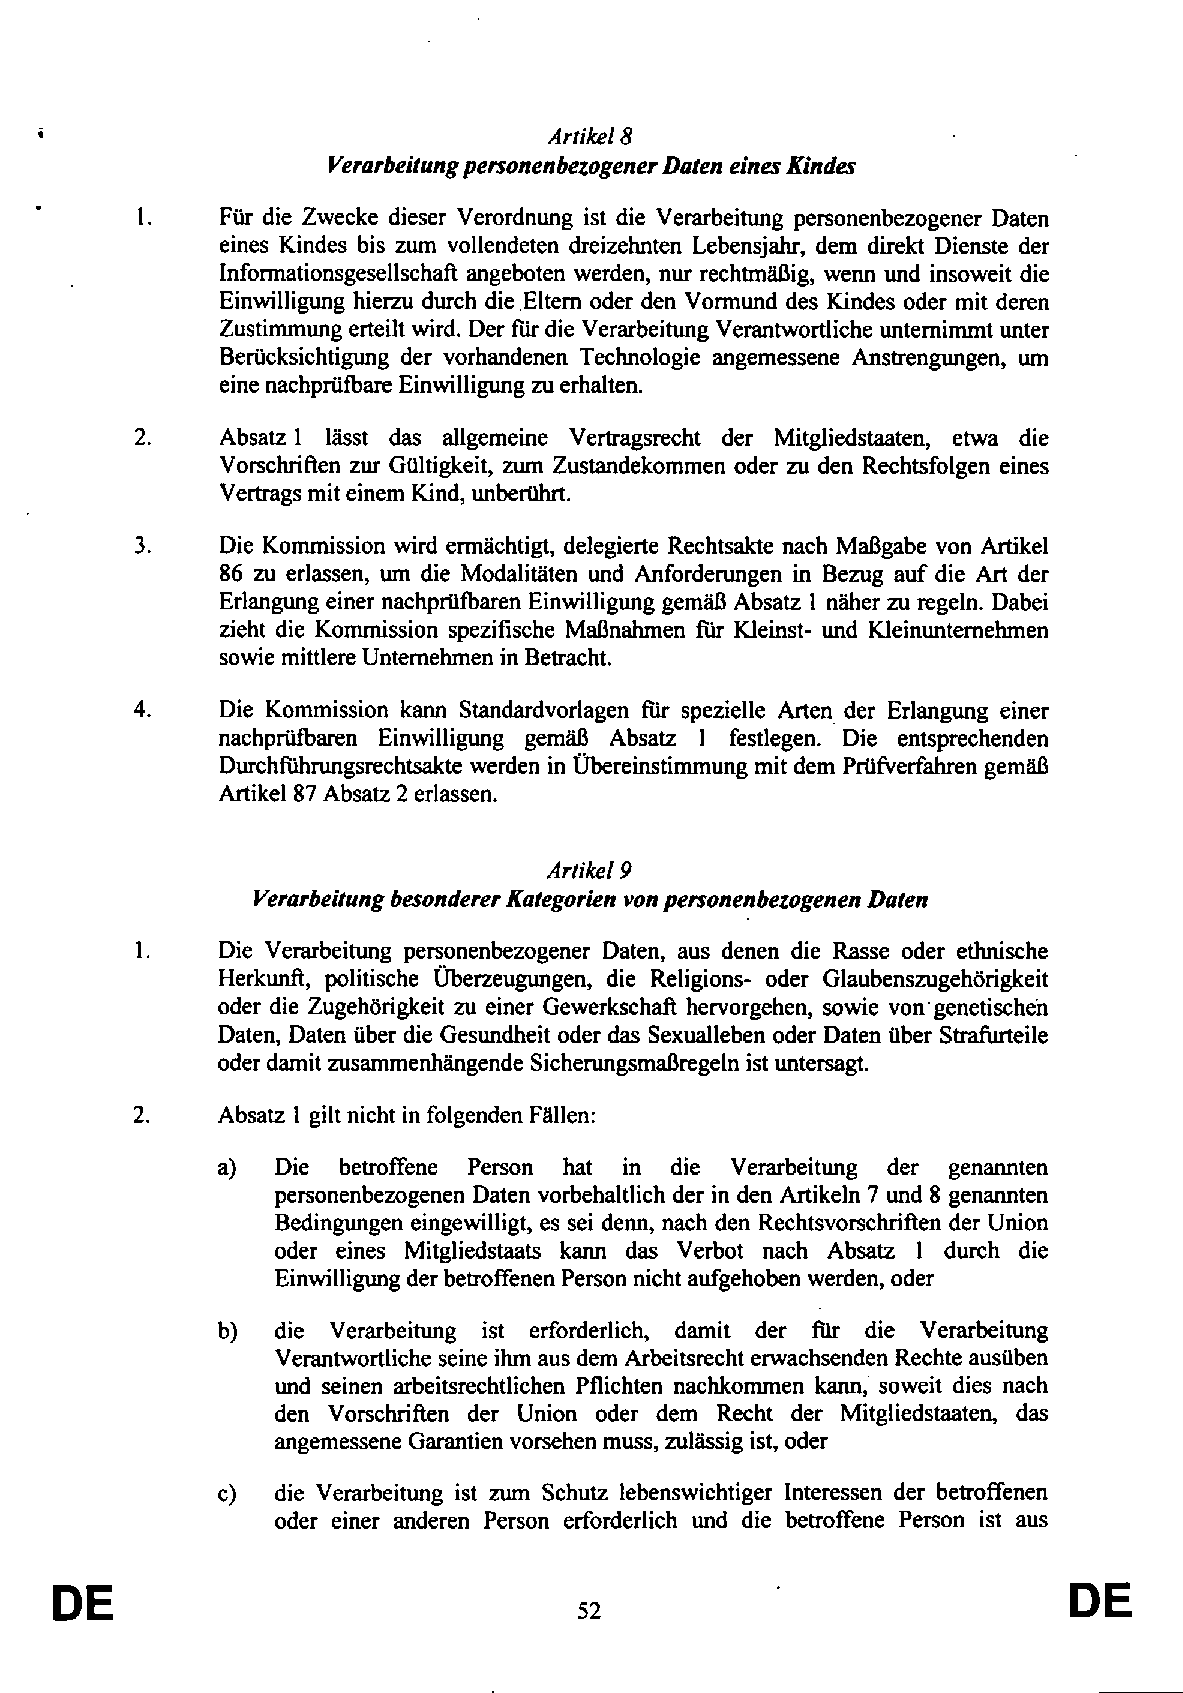 Artikel 8
Verarbeitung personenbezogener Daten eines Kindes
1. Für die Zwecke dieser Verordnung ist die Verarbeitung personenbezogener Daten
eines Kindes bis zum vollendeten dreizehnten Lebensjahr, dem direkt Dienste der
Informationsgesellschaft angeboten werden, nur rechtmäßig, wenn und insoweit die
Einwilligung hierzu durch die Eltern oder den Vormund des Kindes oder mit deren
Zustimmung erteilt wird. Der für die Verarbeitung Verantwortliche unternimmt unter
Berücksichtigung der vorhandenen Technologie angemessene Anstrengungen, um
eine nachprüfbare Einwilligung zu erhalten.
2. Absatz 1 lässt das allgemeine Vertragsrecht der Mitgliedstaaten, etwa die
Vorschriften zur Gültigkeit, zum Zustandekommen oder zu den Rechtsfolgen eines
Vertrags mit einem Kind, unberührt.
3. Die Kommission wird ermächtigt, delegierte Rechtsakte nach Maßgabe von Artikel
86 zu erlassen, um die Modalitäten und Anforderungen in Bezug auf die Art der
Erlangung einer nachprüfbaren Einwilligung gemäß Absatz 1 näher zu regeln. Dabei
zieht die Kommission spezifische Maßnahmen für Kleinst- und Kleinunternehmen
sowie mittlere Unternehmen in Betracht.
4. Die Kommission kann Standardvorlagen für spezielle Arten der Erlangung einer
nachprüfbaren Einwilligung gemäß Absatz 1 festlegen. Die entsprechenden
Durchführungsrechtsakte werden in Übereinstimmung mit dem Prüfverfahren gemäß
Artikel 87 Absatz 2 erlassen.
Artikel 9
Verarbeitung besonderer Kategorien von personenbezogenen Daten
1. Die Verarbeitung personenbezogener Daten, aus denen die Rasse oder ethnische
Herkunft, politische Überzeugungen, die Religions- oder Glaubenszugehörigkeit
oder die Zugehörigkeit zu einer Gewerkschaft hervorgehen, sowie von genetischen
Daten, Daten über die Gesundheit oder das Sexualleben oder Daten über Strafurteile
oder damit zusammenhängende Sicherungsmaßregeln ist untersagt.
2. Absatz 1 gilt nicht in folgenden Fällen:
a) Die betroffene Person hat in die Verarbeitung der genannten
personenbezogenen Daten vorbehaltlich der in den Artikeln 7 und 8 genannten
Bedingungen eingewilligt, es sei denn, nach den Rechtsvorschriften der Union
oder eines Mitgliedstaats kann das Verbot nach Absatz 1 durch die
Einwilligung der betroffenen Person nicht aufgehoben werden, oder
b) die Verarbeitung ist erforderlich, damit der für die Verarbeitung
Verantwortliche seine ihm aus dem Arbeitsrecht erwachsenden Rechte ausüben
und seinen arbeitsrechtlichen Pflichten nachkommen kann, soweit dies nach
den Vorschriften der Union oder dem Recht der Mitgliedstaaten, das
angemessene Garantien vorsehen muss, zulässig ist, oder
c) die Verarbeitung ist zum Schutz lebenswichtiger Interessen der betroffenen
oder einer anderen Person erforderlich und die betroffene Person ist aus
DE 52 DE